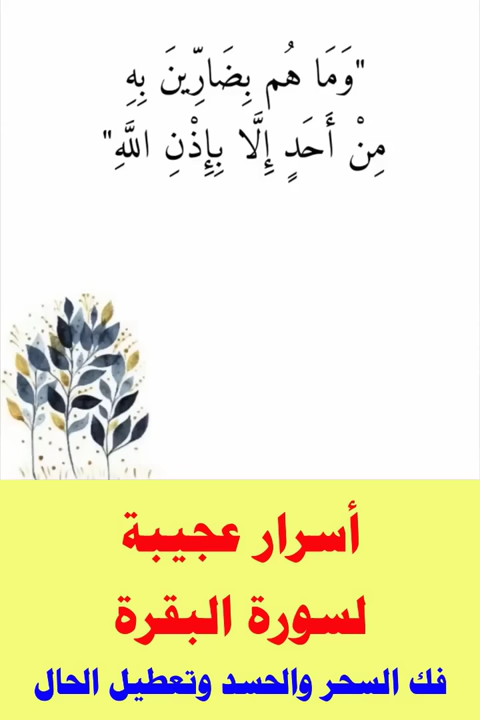 "وَمَا هُم بِضَارِّينَ بِهِ
مِنْ أَحَدٍ إِلَّا بِإِذْنِ اللَّهِ"
أسرار عجيبة
لسورة البقرة
فك السحر والحسد وتعطيل الحال